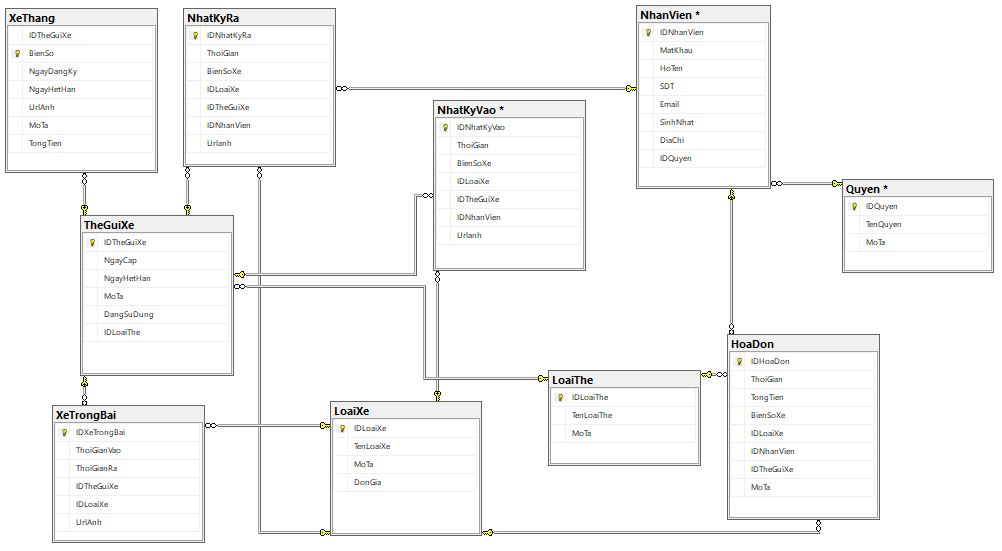 XeThang
IDTheGuiXe
BienSo
NgayDangKy
NgayHetHan
UrlAnh
MoTa
TongTien
NhatKyRa
IDNhatKyRa
ThoiGian
BienSoXe
IDLoaiXe
IDTheGuiXe
IDNhanVien
Urlanh
NhatKyVao *
IDNhatKyVao
ThoiGian
BienSoXe
IDLoaiXe
IDTheGuiXe
IDNhanVien
Urlanh
NhanVien *
IDNhanVien
MatKhau
HoTen
SDT
Email
SinhNhat
DiaChi
IDQuyen
Quyen *
IDQuyen
TenQuyen
MoTa
TheGuiXe
IDTheGuiXe
NgayCap
NgayHetHan
MoTa
DangSuDung
IDLoaiThe
XeTrongBai
IDXeTrongBai
ThoiGianVao
ThoiGianRa
IDTheGuiXe
IDLoaiXe
UrlAnh
LoaiXe
IDLoaiXe
TenLoaiXe
MoTa
DonGia
LoaiThe
IDLoaiThe
TenLoaiThe
MoTa
HoaDon
IDHoaDon
ThoiGian
TongTien
BienSoXe
IDLoaiXe
IDNhanVien
IDTheGuiXe
MoTa